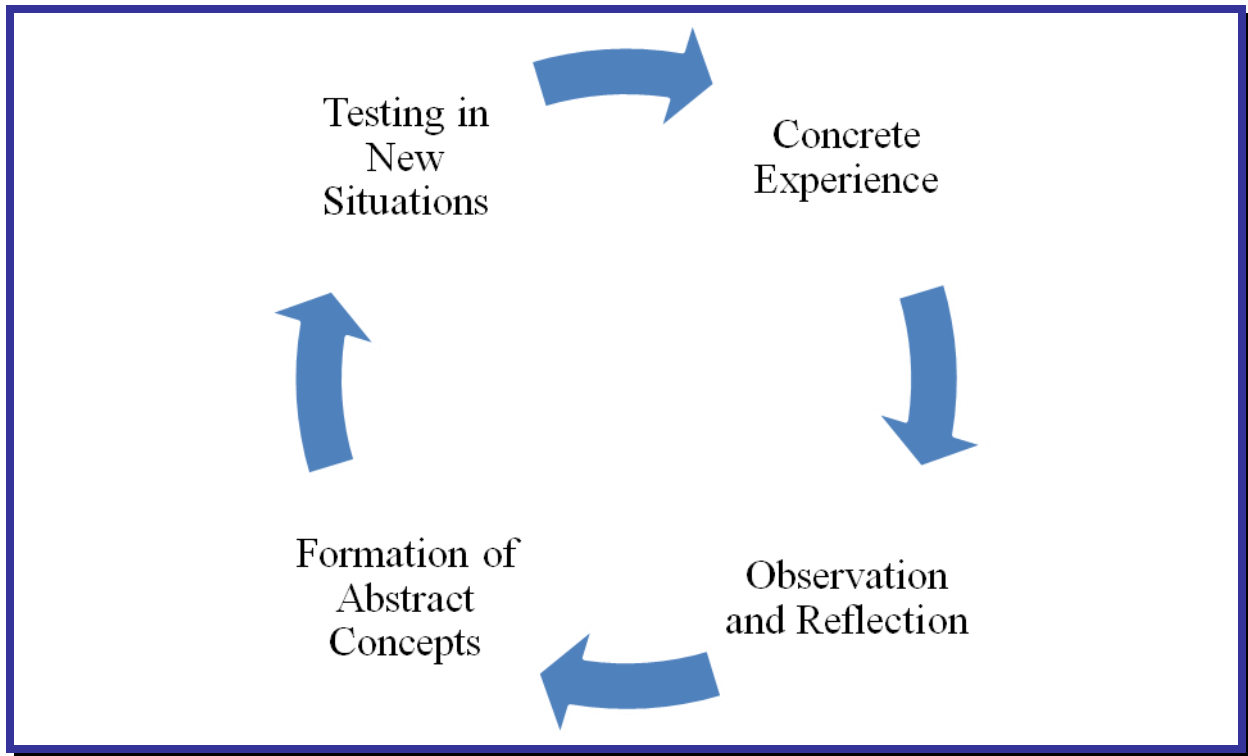 Testing in
New
Situations
Concrete
Experience
Observation
and Reflection
Formation of
Abstract
Concepts